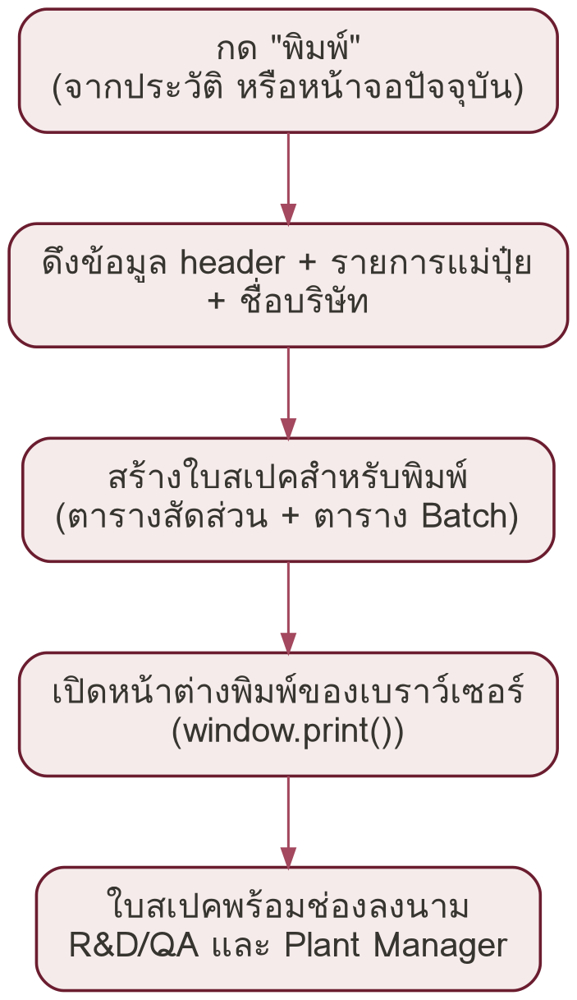 กด "พิมพ์"
(จากประวัติ หรือหน้าจอปัจจุบัน)
ดึงข้อมูล header + รายการแม่ปุ๋ย
+ ชื่อบริษัท
สร้างใบสเปคสำหรับพิมพ์
(ตารางสัดส่วน + ตาราง Batch)
เปิดหน้าต่างพิมพ์ของเบราว์เซอร์
(window.print())
ใบสเปคพร้อมช่องลงนาม
R&D/QA และ Plant Manager